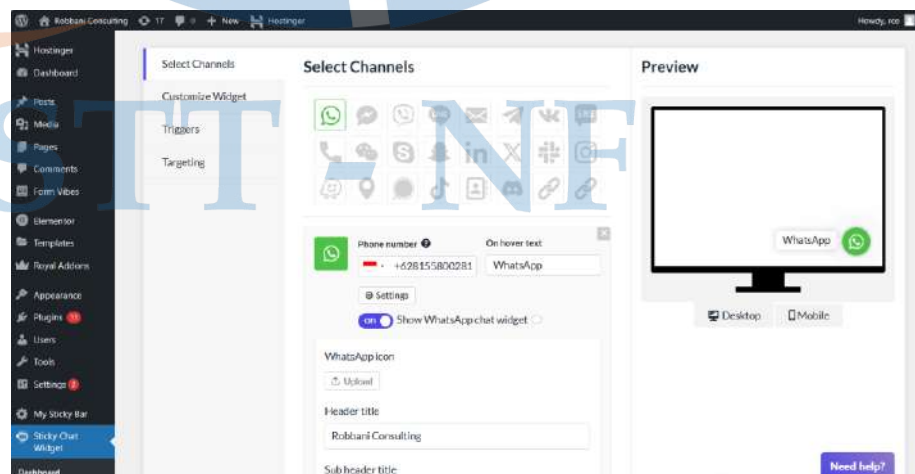 Robbani Consulting 17 0 + New Hostinger
Howdy, roo
Hostinger
Dashboard
Posts
Media
Pages
Comments
Form Vibes
Elementor
Templates
Royal Addons
Appearance
Plugins
Users
Tools
Settings
My Sticky Bar
Sticky Chat
Widget
Dashboard
Select Channels
Customize Widget
Triggers
Targeting
Select Channels
Phone number
On hover text
+628155800281
WhatsApp
Settings
on Show WhatsApp chat widget
WhatsApp icon
Upload
Header title
Robbani Consulting
Sub header title
Preview
WhatsApp
Desktop Mobile
Need help?
STT - NF